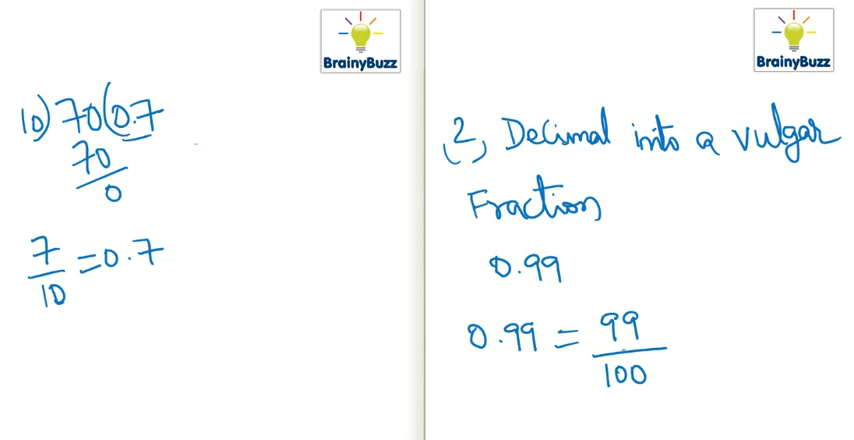 BrainyBuzz
10)70(0.7
70
0
7/10 = 0.7
BrainyBuzz
(2) Decimal into a vulgar
Fraction
0.99
0.99 = 99/100